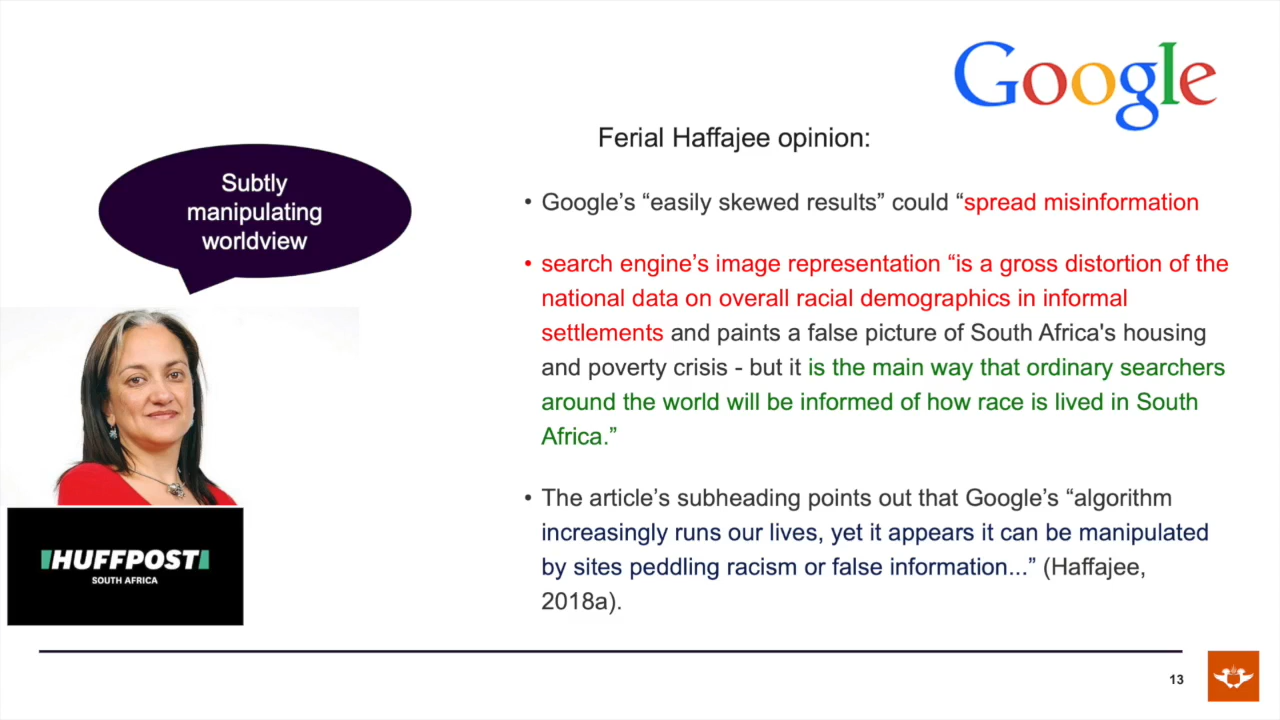 Google
Ferial Haffajee opinion:
Subtly
manipulating
worldview
• Google’s “easily skewed results” could “spread misinformation
• search engine’s image representation “is a gross distortion of the
national data on overall racial demographics in informal
settlements and paints a false picture of South Africa's housing
and poverty crisis - but it is the main way that ordinary searchers
around the world will be informed of how race is lived in South
Africa.”
• The article’s subheading points out that Google’s “algorithm
increasingly runs our lives, yet it appears it can be manipulated
by sites peddling racism or false information...” (Haffajee,
2018a).
HUFFPOST
SOUTH AFRICA
13